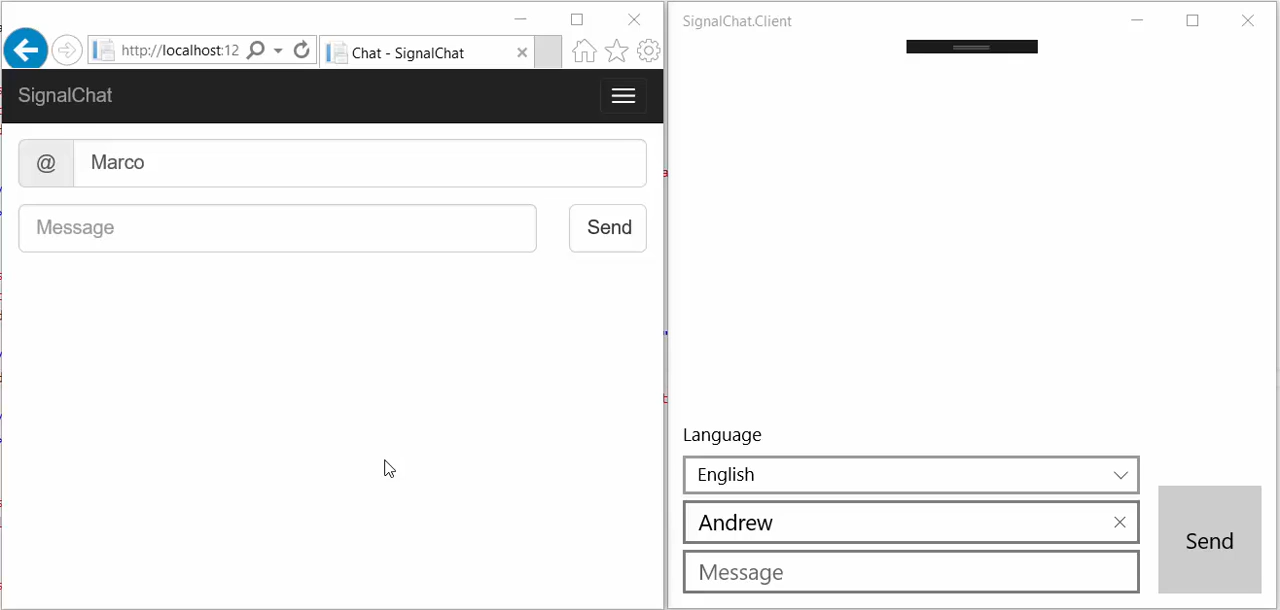 http://localhost:12
Chat - SignalChat
SignalChat
@ Marco
Message
Send
SignalChat.Client
Language
English
Andrew
Message
Send